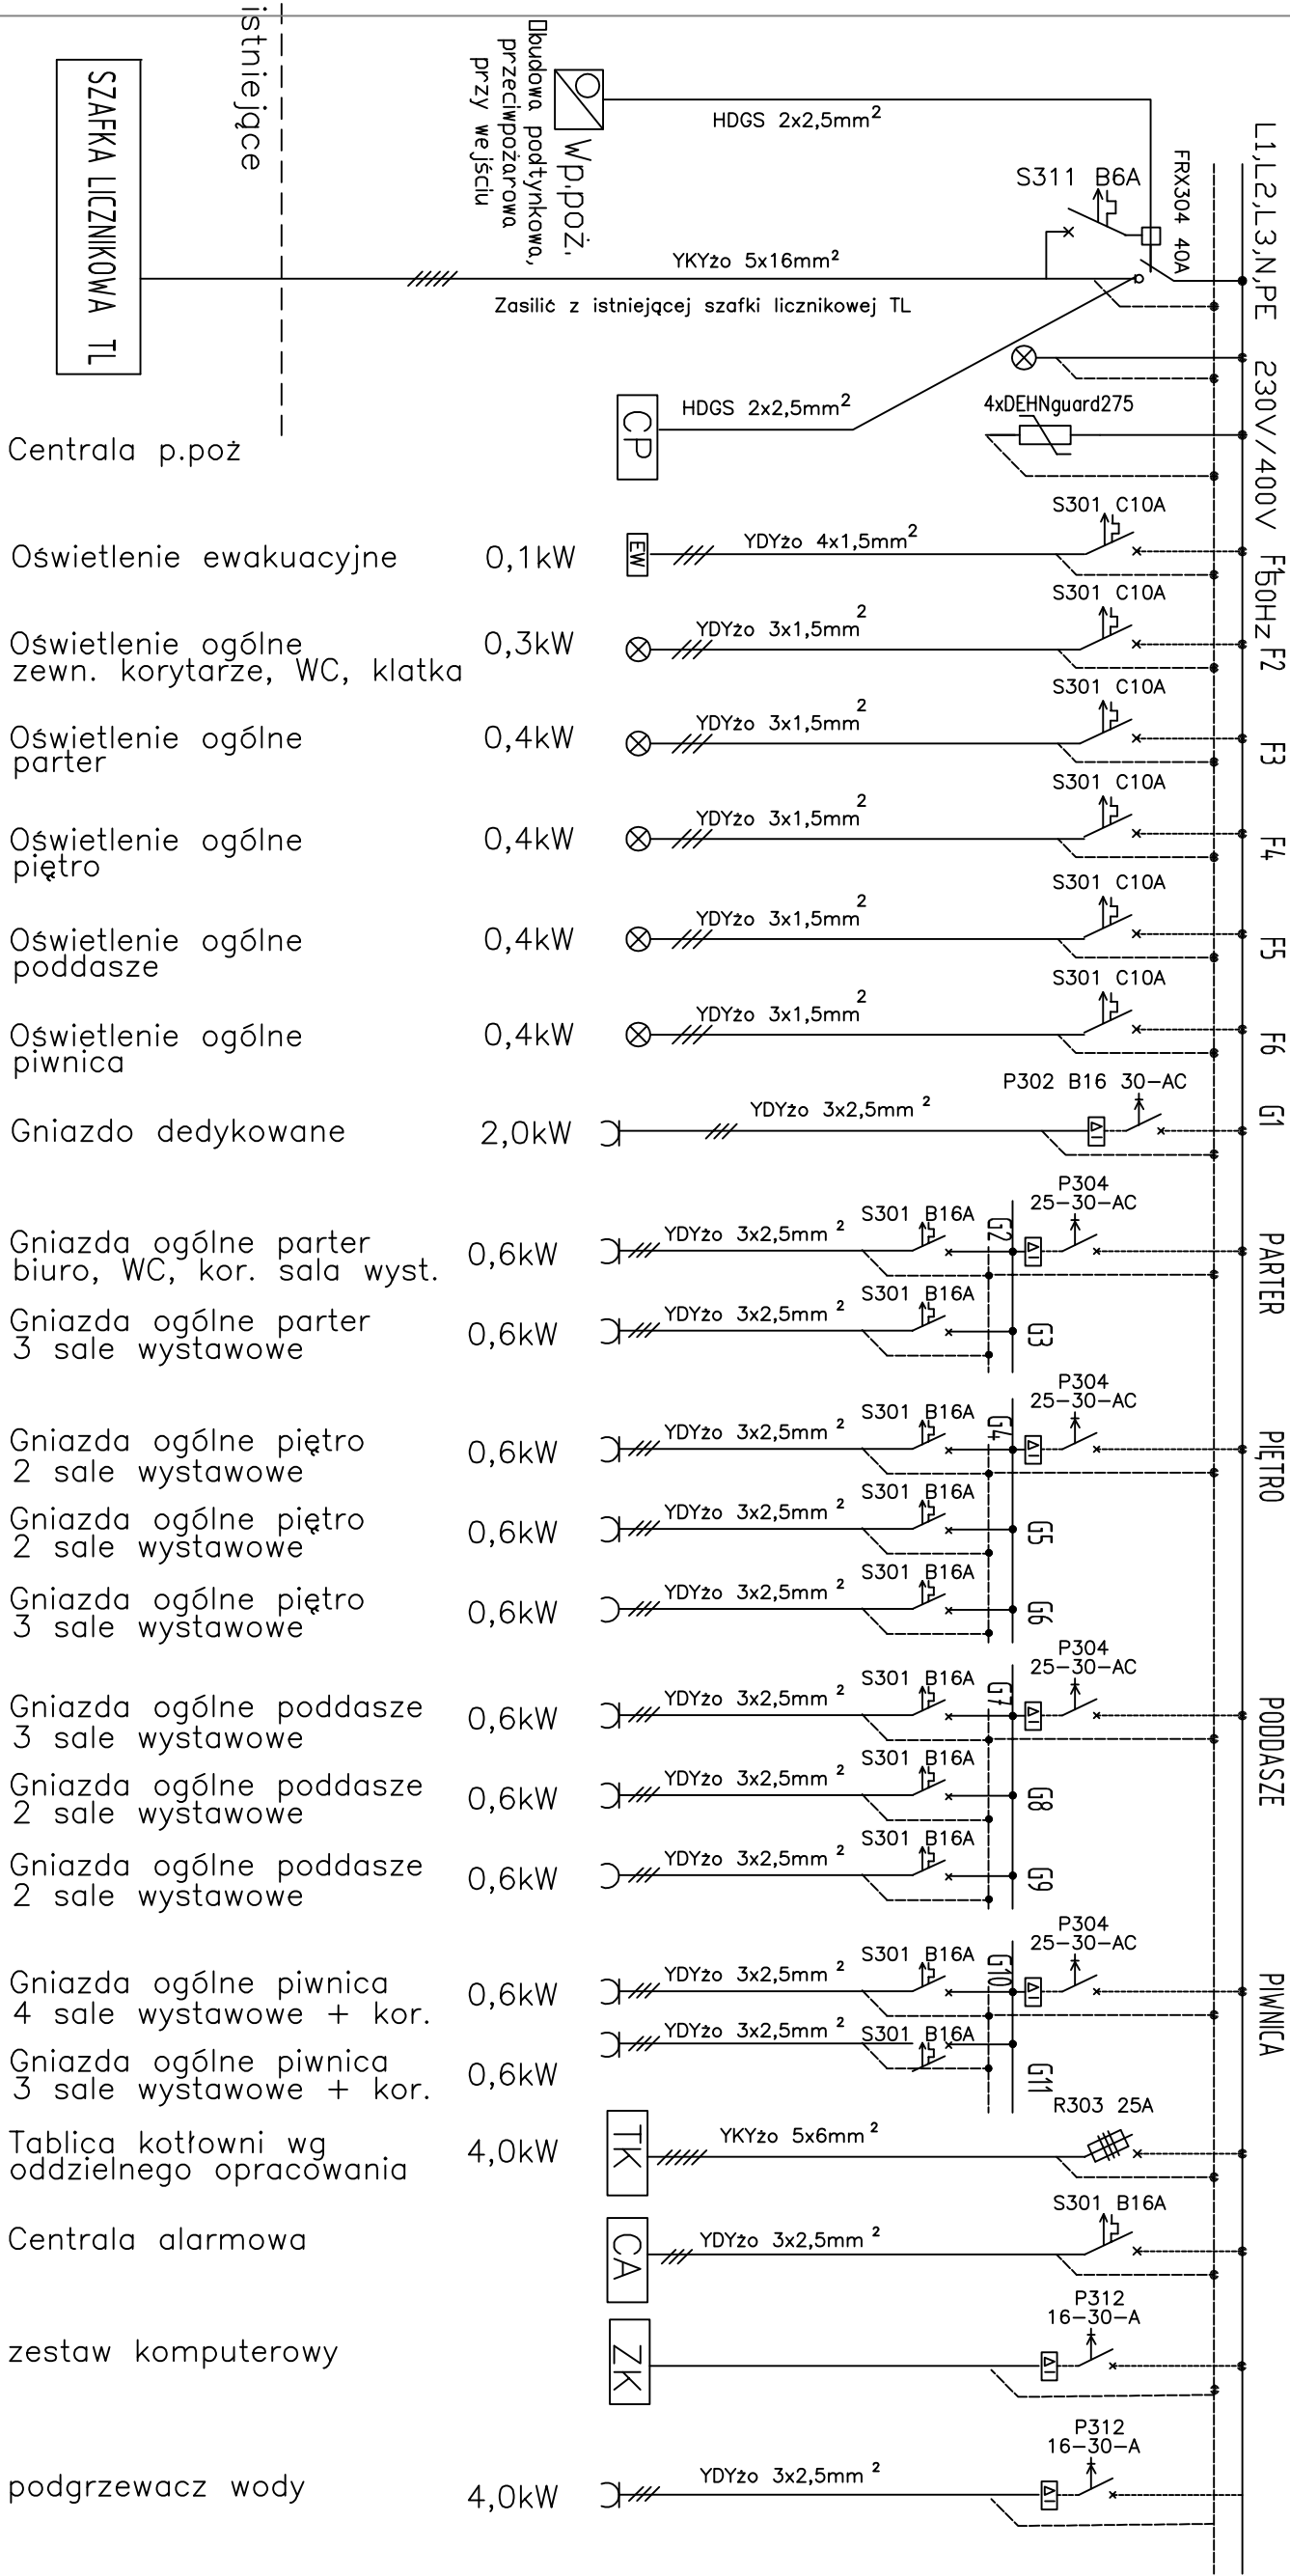 istniejące
SZAFKA LICZNIKOWA TL
budowa podtynkowa,
przeciwpożarowa
przy wejściu
Wp.poż.
HDGS 2x2,5mm²
S311 B6A
FRX304 40A
L1,L2,L3,N,PE 230V/400V 50Hz
YKYżo 5x16mm²
Zasilić z istniejącej szafki licznikowej TL
4xDEHNguard275
Centrala p.poż
CP
HDGS 2x2,5mm²
Oświetlenie ewakuacyjne 0,1kW EW YDYżo 4x1,5mm² S301 C10A F1
Oświetlenie ogólne 0,3kW YDYżo 3x1,5mm² S301 C10A F2
zewn. korytarze, WC, klatka
Oświetlenie ogólne 0,4kW YDYżo 3x1,5mm² S301 C10A F3
parter
Oświetlenie ogólne 0,4kW YDYżo 3x1,5mm² S301 C10A F4
piętro
Oświetlenie ogólne 0,4kW YDYżo 3x1,5mm² S301 C10A F5
poddasze
Oświetlenie ogólne 0,4kW YDYżo 3x1,5mm² S301 C10A F6
piwnica
Gniazdo dedykowane 2,0kW YDYżo 3x2,5mm² P302 B16 30-AC G1
P304
25-30-AC
PARTER
Gniazda ogólne parter 0,6kW YDYżo 3x2,5mm² S301 B16A G2
biuro, WC, kor. sala wyst.
Gniazda ogólne parter 0,6kW YDYżo 3x2,5mm² S301 B16A G3
3 sale wystawowe
P304
25-30-AC
PIĘTRO
Gniazda ogólne piętro 0,6kW YDYżo 3x2,5mm² S301 B16A G4
2 sale wystawowe
Gniazda ogólne piętro 0,6kW YDYżo 3x2,5mm² S301 B16A G5
2 sale wystawowe
Gniazda ogólne piętro 0,6kW YDYżo 3x2,5mm² S301 B16A G6
3 sale wystawowe
P304
25-30-AC
PODDASZE
Gniazda ogólne poddasze 0,6kW YDYżo 3x2,5mm² S301 B16A G7
3 sale wystawowe
Gniazda ogólne poddasze 0,6kW YDYżo 3x2,5mm² S301 B16A G8
2 sale wystawowe
Gniazda ogólne poddasze 0,6kW YDYżo 3x2,5mm² S301 B16A G9
2 sale wystawowe
P304
25-30-AC
PIWNICA
Gniazda ogólne piwnica 0,6kW YDYżo 3x2,5mm² S301 B16A G10
4 sale wystawowe + kor.
Gniazda ogólne piwnica 0,6kW YDYżo 3x2,5mm² S301 B16A G11
3 sale wystawowe + kor.
Tablica kotłowni wg 4,0kW TK YKYżo 5x6mm² R303 25A
oddzielnego opracowania
Centrala alarmowa CA YDYżo 3x2,5mm² S301 B16A
P312
16-30-A
zestaw komputerowy ZK
P312
16-30-A
podgrzewacz wody 4,0kW YDYżo 3x2,5mm²